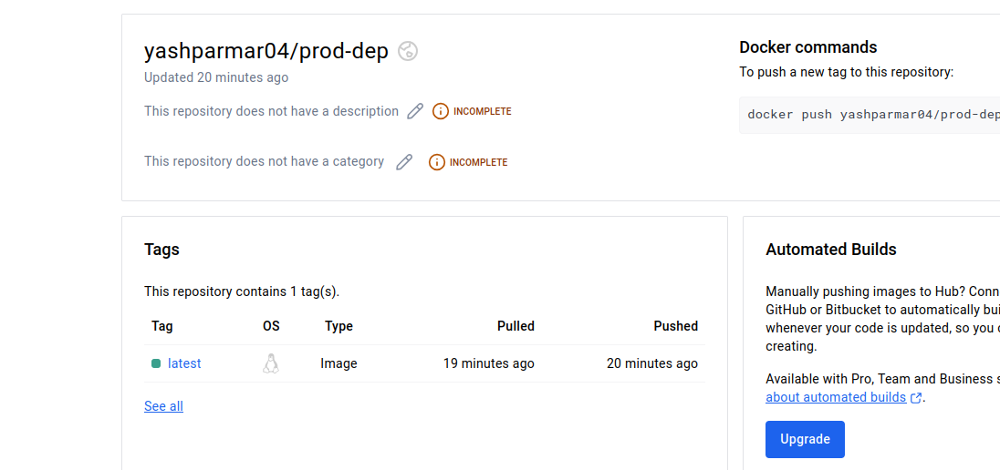 yashparmar04/prod-dep
Updated 20 minutes ago
This repository does not have a description INCOMPLETE
This repository does not have a category INCOMPLETE
Docker commands
To push a new tag to this repository:
docker push yashparmar04/prod-dep
Tags
This repository contains 1 tag(s).
Tag OS Type Pulled Pushed
latest Image 19 minutes ago 20 minutes ago
See all
Automated Builds
Manually pushing images to Hub? Conn
GitHub or Bitbucket to automatically bui
whenever your code is updated, so you
creating.
Available with Pro, Team and Business s
about automated builds .
Upgrade